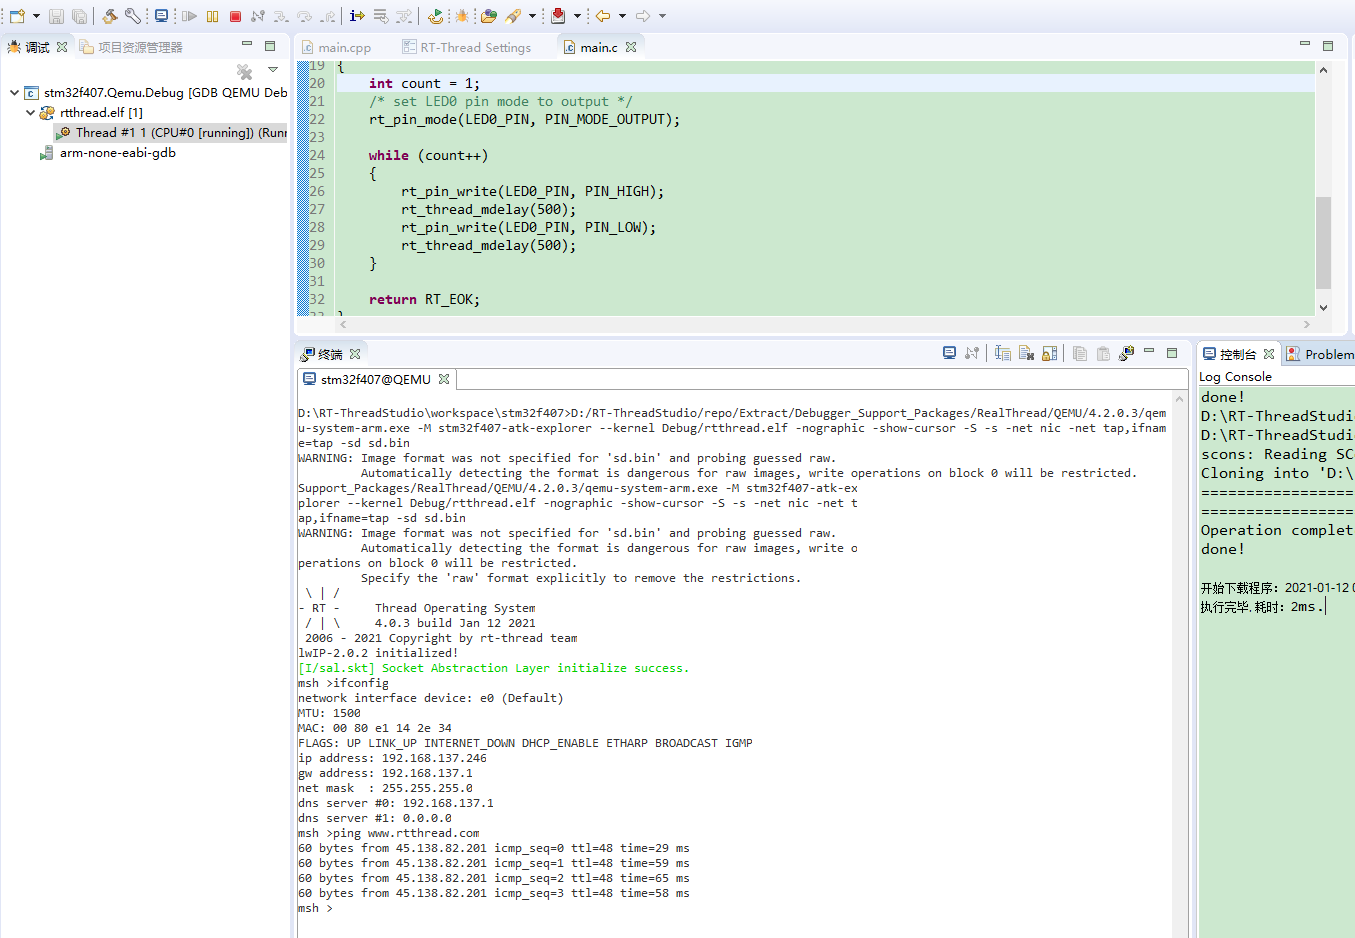 调试
项目资源管理器
stm32f407.Qemu.Debug [GDB QEMU Deb
rtthread.elf [1]
Thread #1 1 (CPU#0 [running]) (Runr
arm-none-eabi-gdb
main.cpp
RT-Thread Settings
main.c
19 {
20     int count = 1;
21     /* set LED0 pin mode to output */
22     rt_pin_mode(LED0_PIN, PIN_MODE_OUTPUT);
23
24     while (count++)
25     {
26         rt_pin_write(LED0_PIN, PIN_HIGH);
27         rt_thread_mdelay(500);
28         rt_pin_write(LED0_PIN, PIN_LOW);
29         rt_thread_mdelay(500);
30     }
31
32     return RT_EOK;
33 }
终端
stm32f407@QEMU
D:\RT-ThreadStudio\workspace\stm32f407>D:/RT-ThreadStudio/repo/Extract/Debugger_Support_Packages/RealThread/QEMU/4.2.0.3/qem
u-system-arm.exe -M stm32f407-atk-explorer --kernel Debug/rtthread.elf -nographic -show-cursor -S -s -net nic -net tap,ifnam
e=tap -sd sd.bin
WARNING: Image format was not specified for 'sd.bin' and probing guessed raw.
         Automatically detecting the format is dangerous for raw images, write operations on block 0 will be restricted.
Support_Packages/RealThread/QEMU/4.2.0.3/qemu-system-arm.exe -M stm32f407-atk-ex
plorer --kernel Debug/rtthread.elf -nographic -show-cursor -S -s -net nic -net t
ap,ifname=tap -sd sd.bin
WARNING: Image format was not specified for 'sd.bin' and probing guessed raw.
         Automatically detecting the format is dangerous for raw images, write o
perations on block 0 will be restricted.
         Specify the 'raw' format explicitly to remove the restrictions.
 \ | /
- RT -     Thread Operating System
 / | \     4.0.3 build Jan 12 2021
 2006 - 2021 Copyright by rt-thread team
lwIP-2.0.2 initialized!
[I/sal.skt] Socket Abstraction Layer initialize success.
msh >ifconfig
network interface device: e0 (Default)
MTU: 1500
MAC: 00 80 e1 14 2e 34
FLAGS: UP LINK_UP INTERNET_DOWN DHCP_ENABLE ETHARP BROADCAST IGMP
ip address: 192.168.137.246
gw address: 192.168.137.1
net mask  : 255.255.255.0
dns server #0: 192.168.137.1
dns server #1: 0.0.0.0
msh >ping www.rtthread.com
60 bytes from 45.138.82.201 icmp_seq=0 ttl=48 time=29 ms
60 bytes from 45.138.82.201 icmp_seq=1 ttl=48 time=59 ms
60 bytes from 45.138.82.201 icmp_seq=2 ttl=48 time=65 ms
60 bytes from 45.138.82.201 icmp_seq=3 ttl=48 time=58 ms
msh >
控制台
Problem
Log Console
done!
D:\RT-ThreadStudi
D:\RT-ThreadStudi
scons: Reading SC
Cloning into 'D:\
=================
=================
Operation complet
done!
开始下载程序: 2021-01-12 0
执行完毕.耗时: 2ms.